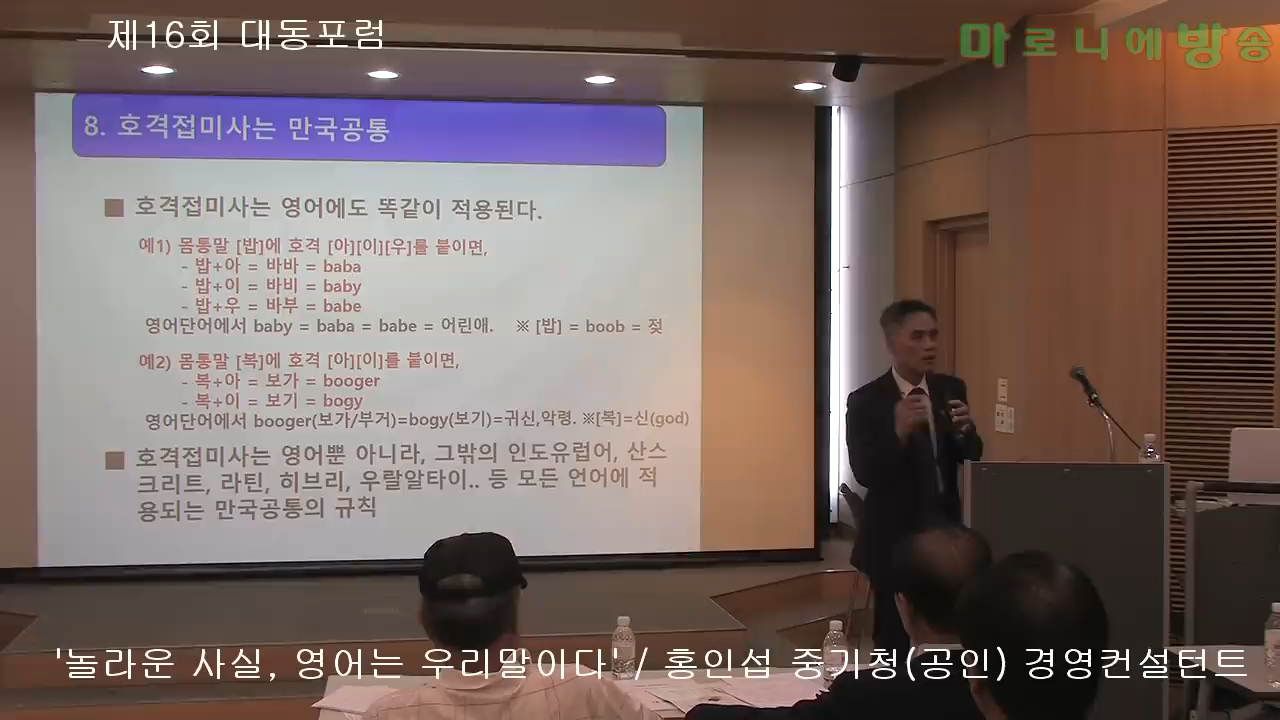 제16회 대동포럼
마로니에방송
8. 호격접미사는 만국공통
■ 호격접미사는 영어에도 똑같이 적용된다.
예1) 몸통말 [밥]에 호격 [아][이][우]를 붙이면,
- 밥+아 = 바바 = baba
- 밥+이 = 바비 = baby
- 밥+우 = 바부 = babe
영어단어에서 baby = baba = babe = 어린애. ※ [밥] = boob = 젖
예2) 몸통말 [복]에 호격 [아][이]를 붙이면,
- 복+아 = 보가 = booger
- 복+이 = 보기 = bogy
영어단어에서 booger(보가/부거)=bogy(보기)=귀신,악령. ※[복]=신(god)
■ 호격접미사는 영어뿐 아니라, 그밖의 인도유럽어, 산스
크리트, 라틴, 히브리, 우랄알타이.. 등 모든 언어에 적
용되는 만국공통의 규칙
'놀라운 사실, 영어는 우리말이다' / 홍인섭 중기청(공인) 경영컨설턴트